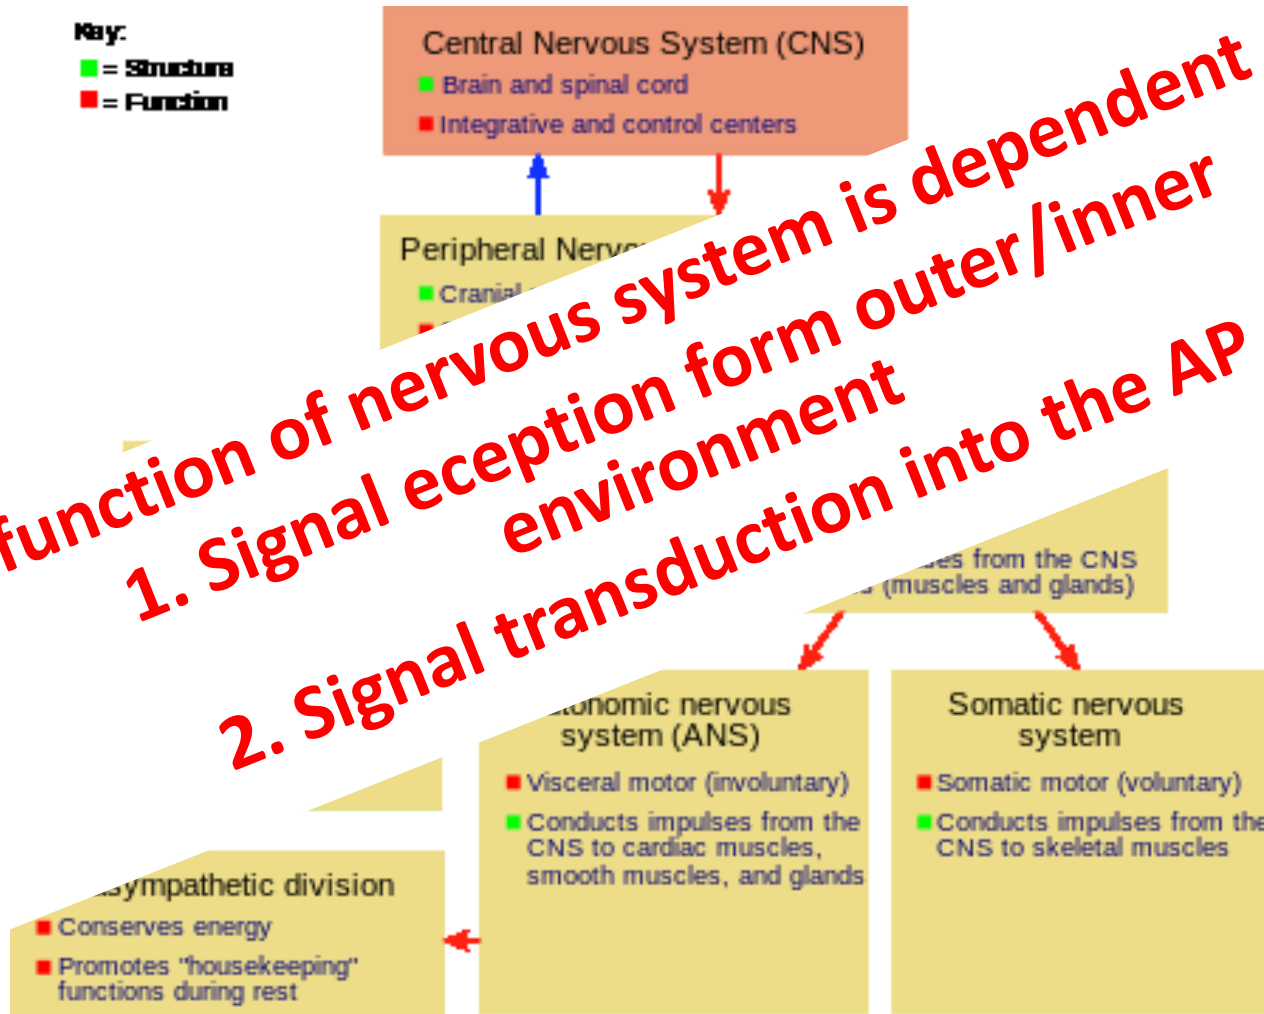 Key:
= Structure
= Function
Central Nervous System (CNS)
Brain and spinal cord
Integrative and control centers
Peripheral
Cranial
function of nervous system is dependent
1. Signal eception form outer/inner
environment
2. Signal transduction into the AP
from the CNS
(muscles and glands)
nervous
system (ANS)
Visceral motor (involuntary)
Conducts impulses from the
CNS to cardiac muscles,
smooth muscles, and glands
Somatic nervous
system
Somatic motor (voluntary)
Conducts impulses from the
CNS to skeletal muscles
division
Conserves energy
Promotes "housekeeping"
functions during rest